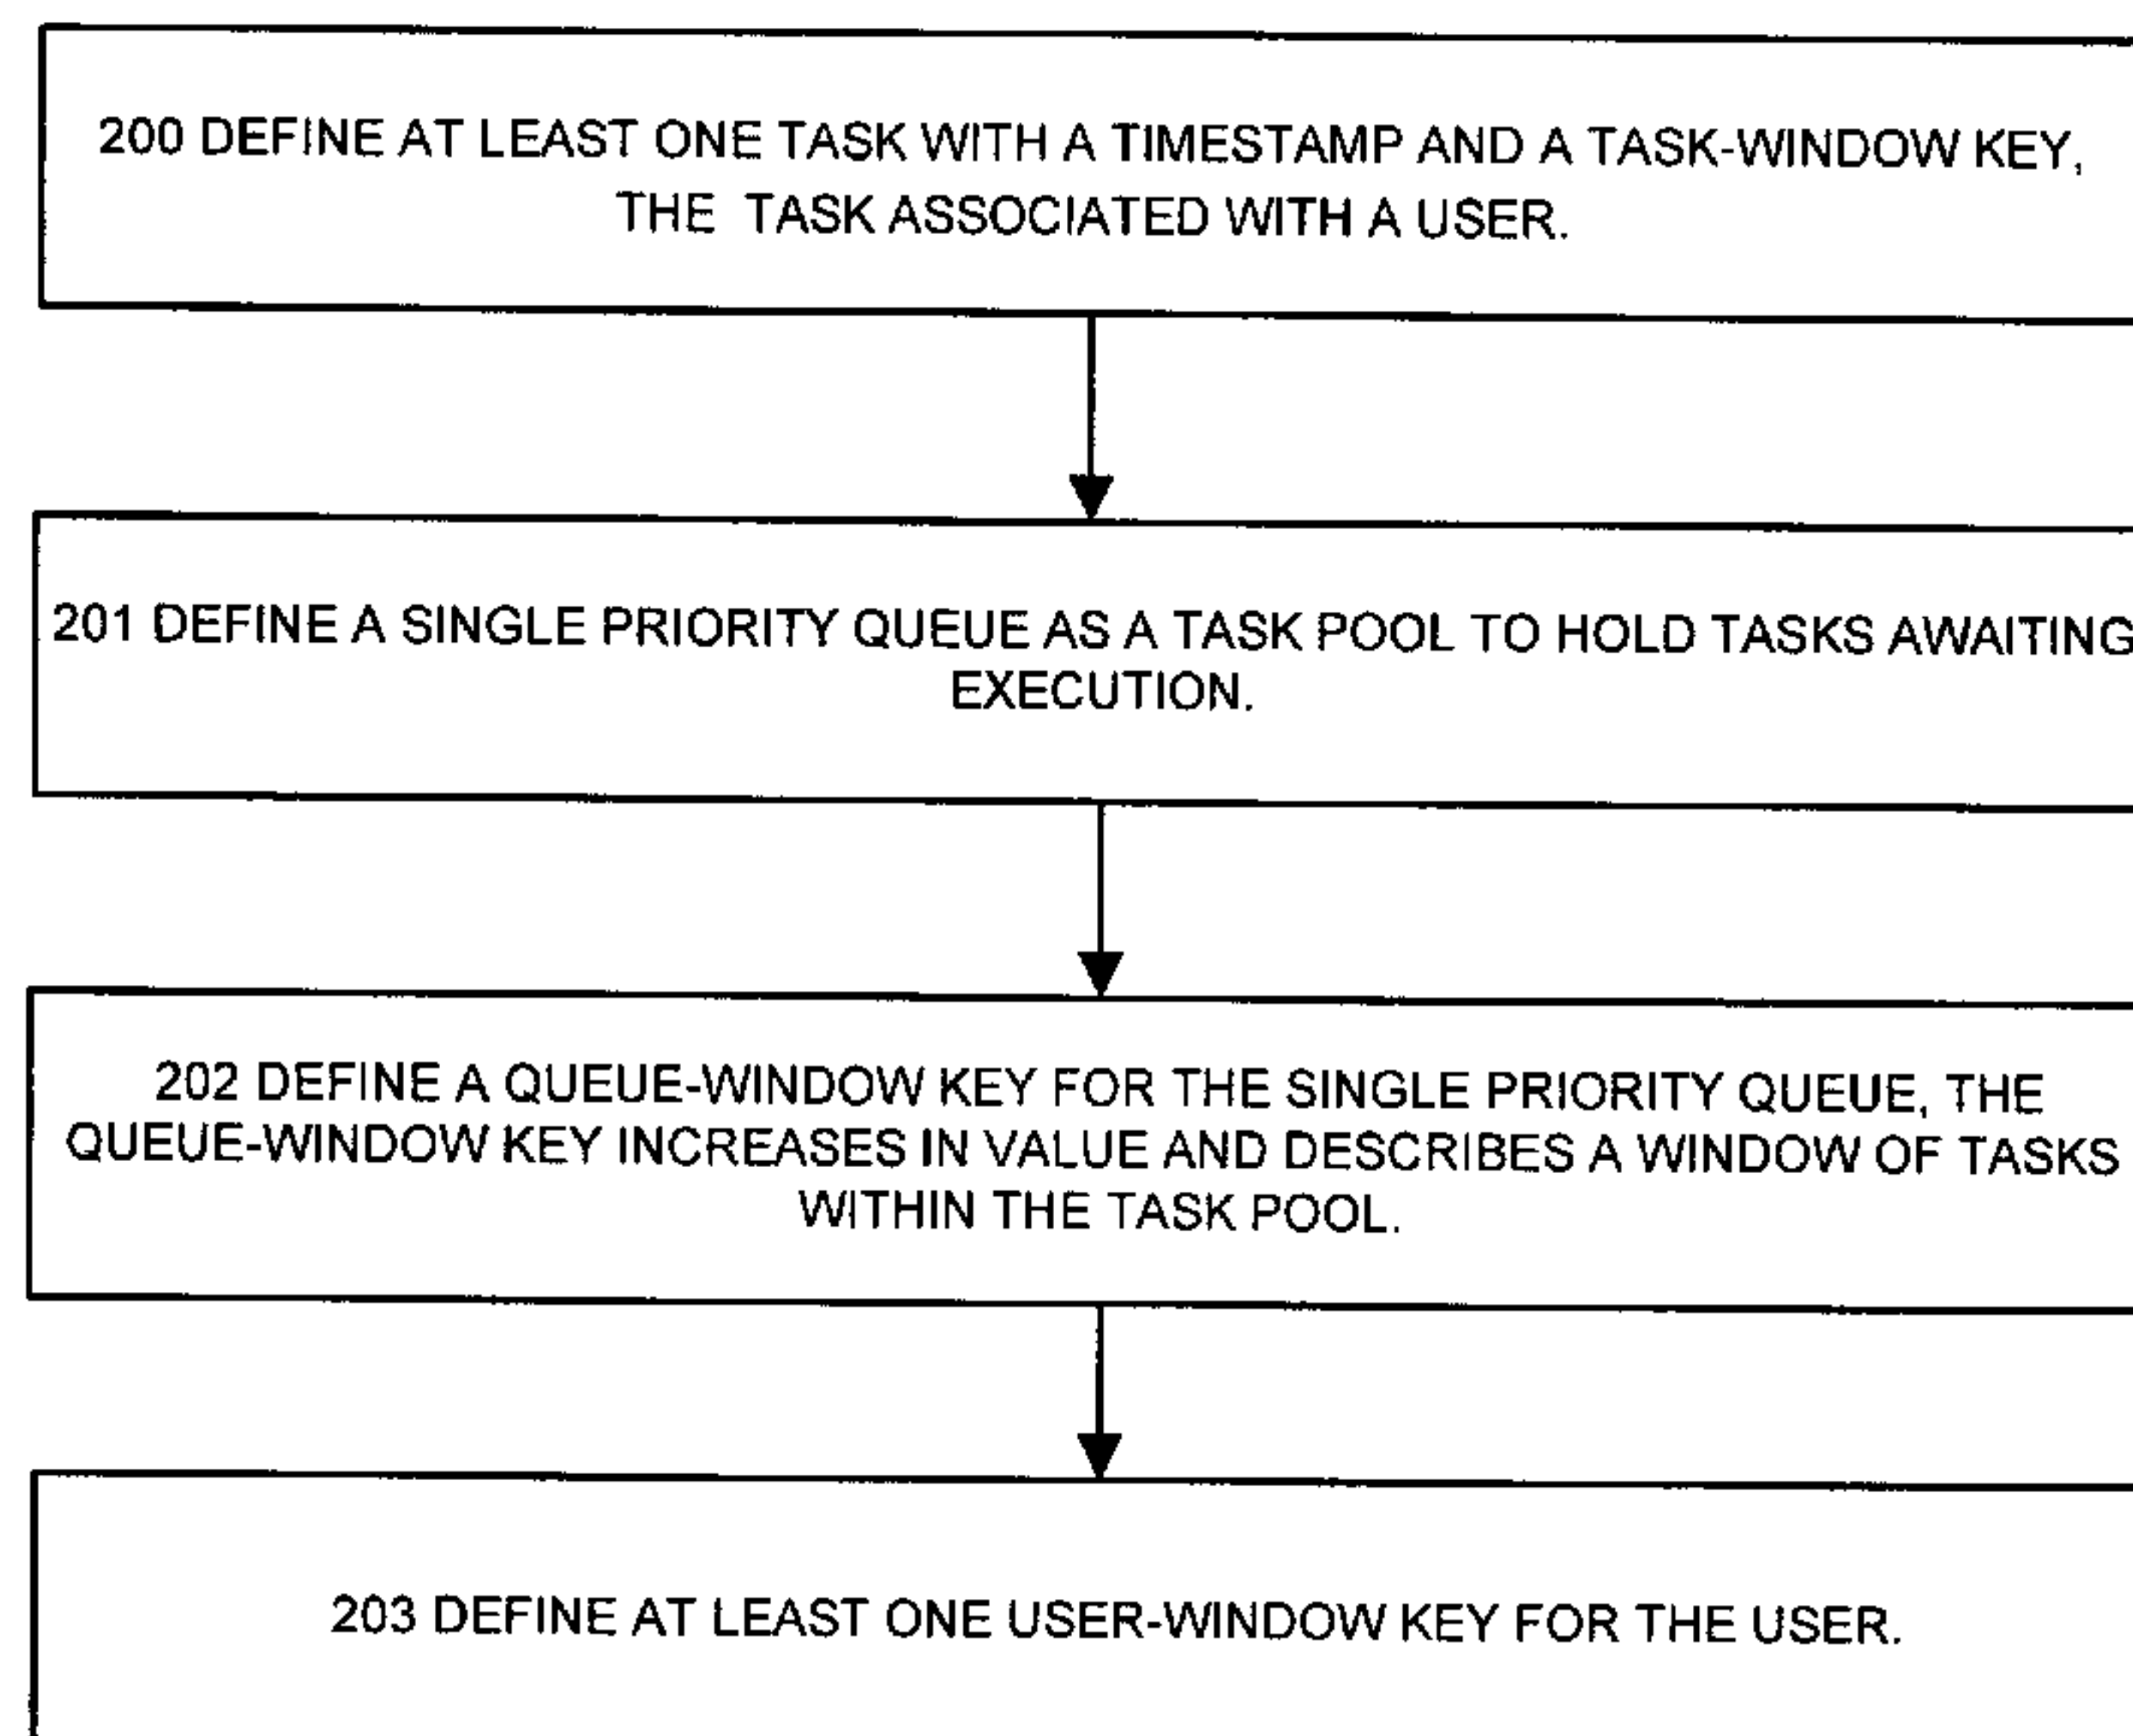 200 DEFINE AT LEAST ONE TASK WITH A TIMESTAMP AND A TASK-WINDOW KEY,
THE TASK ASSOCIATED WITH A USER.
201 DEFINE A SINGLE PRIORITY QUEUE AS A TASK POOL TO HOLD TASKS AWAITING
EXECUTION.
202 DEFINE A QUEUE-WINDOW KEY FOR THE SINGLE PRIORITY QUEUE, THE
QUEUE-WINDOW KEY INCREASES IN VALUE AND DESCRIBES A WINDOW OF TASKS
WITHIN THE TASK POOL.
203 DEFINE AT LEAST ONE USER-WINDOW KEY FOR THE USER.